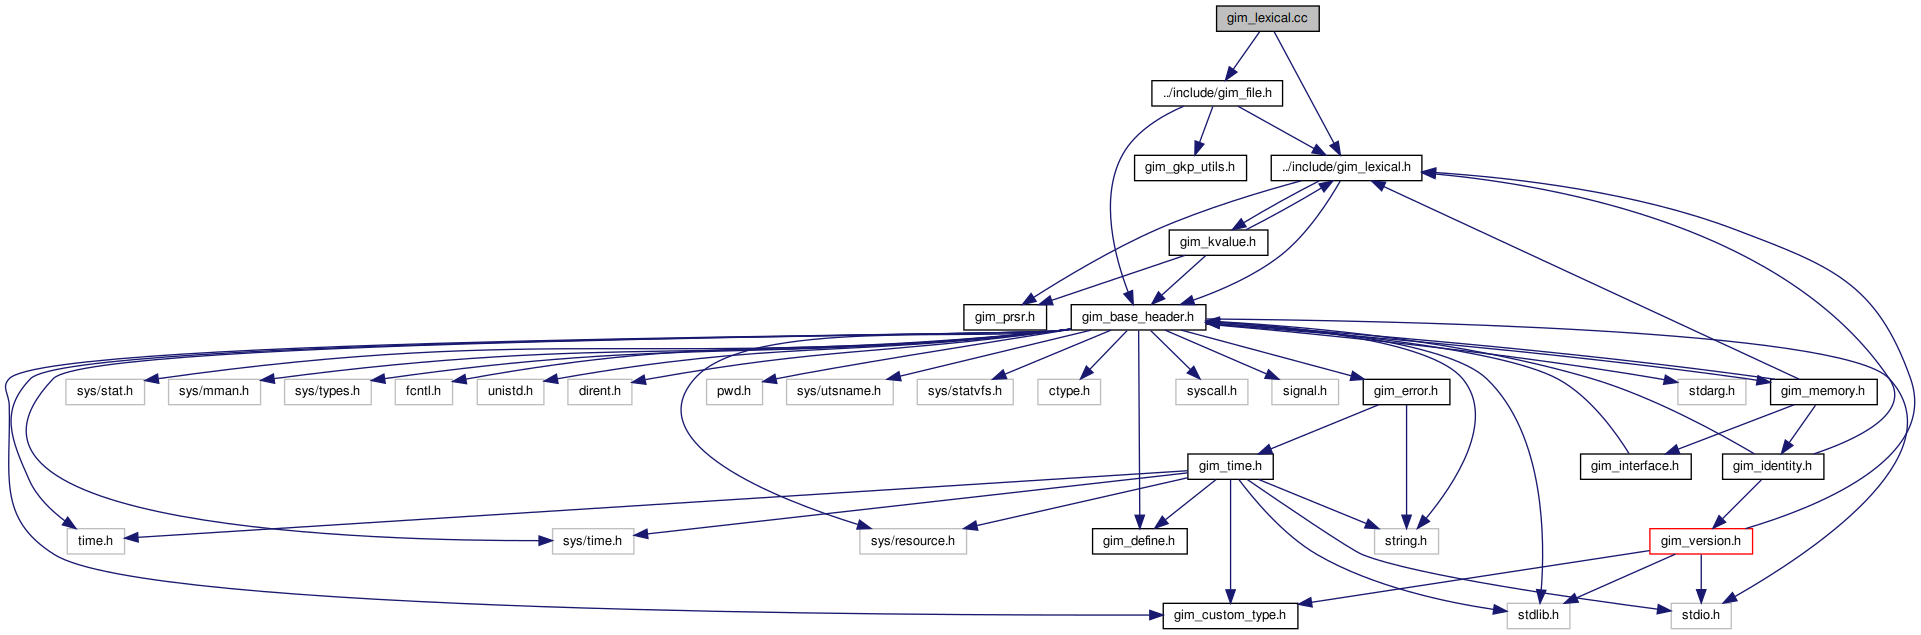 gim_lexical.cc
../include/gim_file.h
gim_gkp_utils.h
../include/gim_lexical.h
gim_kvalue.h
gim_prsr.h
gim_base_header.h
sys/stat.h
sys/mman.h
sys/types.h
fcntl.h
unistd.h
dirent.h
pwd.h
sys/utsname.h
sys/statvfs.h
ctype.h
syscall.h
signal.h
gim_error.h
stdarg.h
gim_memory.h
gim_time.h
gim_interface.h
gim_identity.h
time.h
sys/time.h
sys/resource.h
gim_define.h
string.h
gim_version.h
gim_custom_type.h
stdlib.h
stdio.h